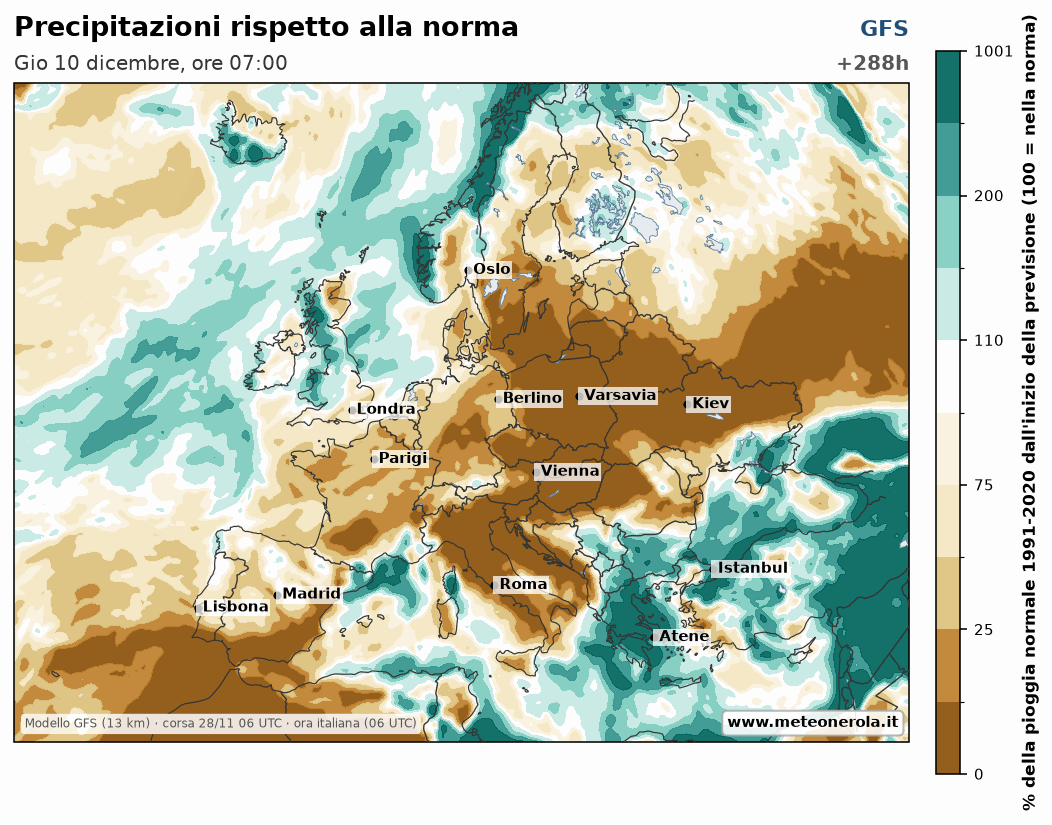 Precipitazioni rispetto alla norma
GFS
Gio 10 dicembre, ore 07:00
+288h
1001
200
110
75
25
0
% della pioggia normale 1991-2020 dall'inizio della previsione (100 = nella norma)
Oslo
Berlino
Varsavia
Kiev
Londra
Parigi
Vienna
Istanbul
Roma
Madrid
Lisbona
Atene
Modello GFS (13 km) · corsa 28/11 06 UTC · ora italiana (06 UTC)
www.meteonerola.it